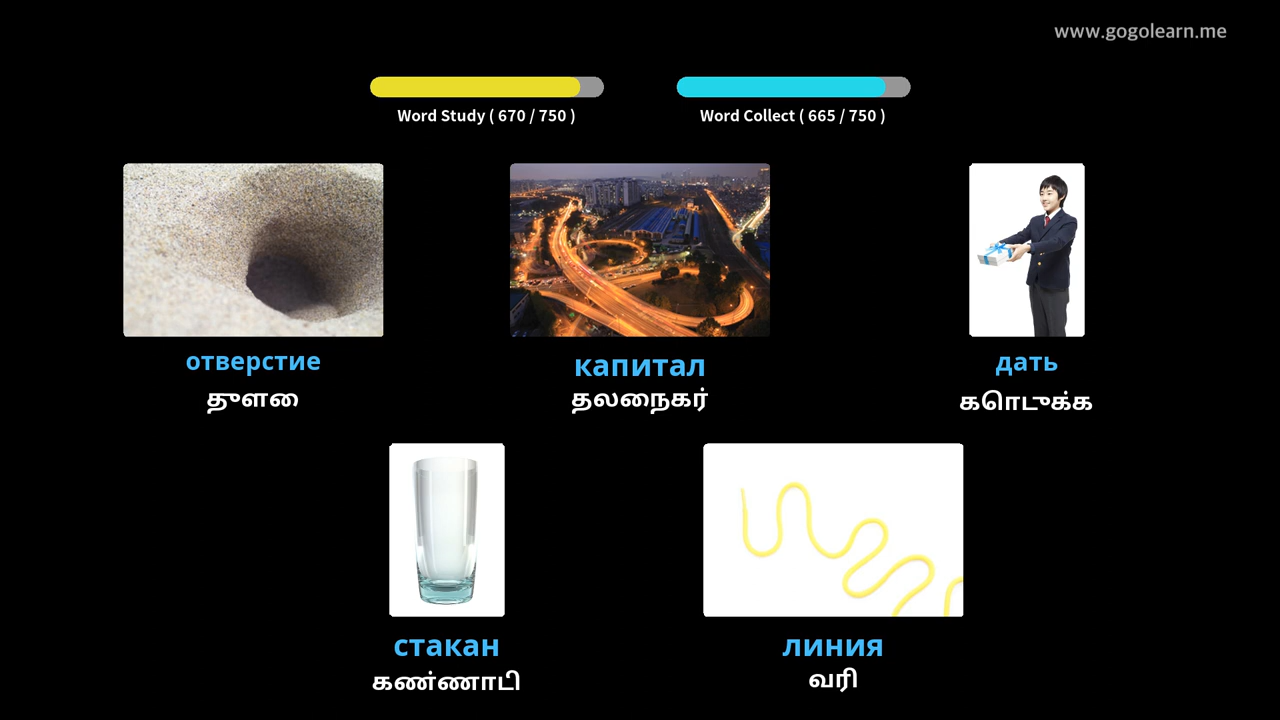 www.gogolearn.me
Word Study ( 670 / 750 )
Word Collect ( 665 / 750 )
отверстие
துளை
капитал
தலைநகர்
дать
கொடுக்க
стакан
கண்ணாடி
линия
வரி